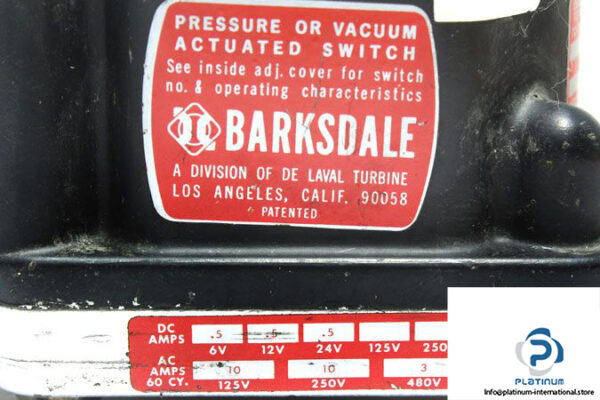 PRESSURE OR VACUUM
ACTUATED SWITCH
See inside adj. cover for switch
no. & operating characteristics
BARKSDALE
A DIVISION OF DE LAVAL TURBINE
LOS ANGELES, CALIF. 90058
PATENTED
DC AMPS .5 .5 .5
6V 12V 24V 125V 250
AC AMPS 60 CY. 10 10 3
125V 250V 480V
PLATINUM
info@platinum-international.store